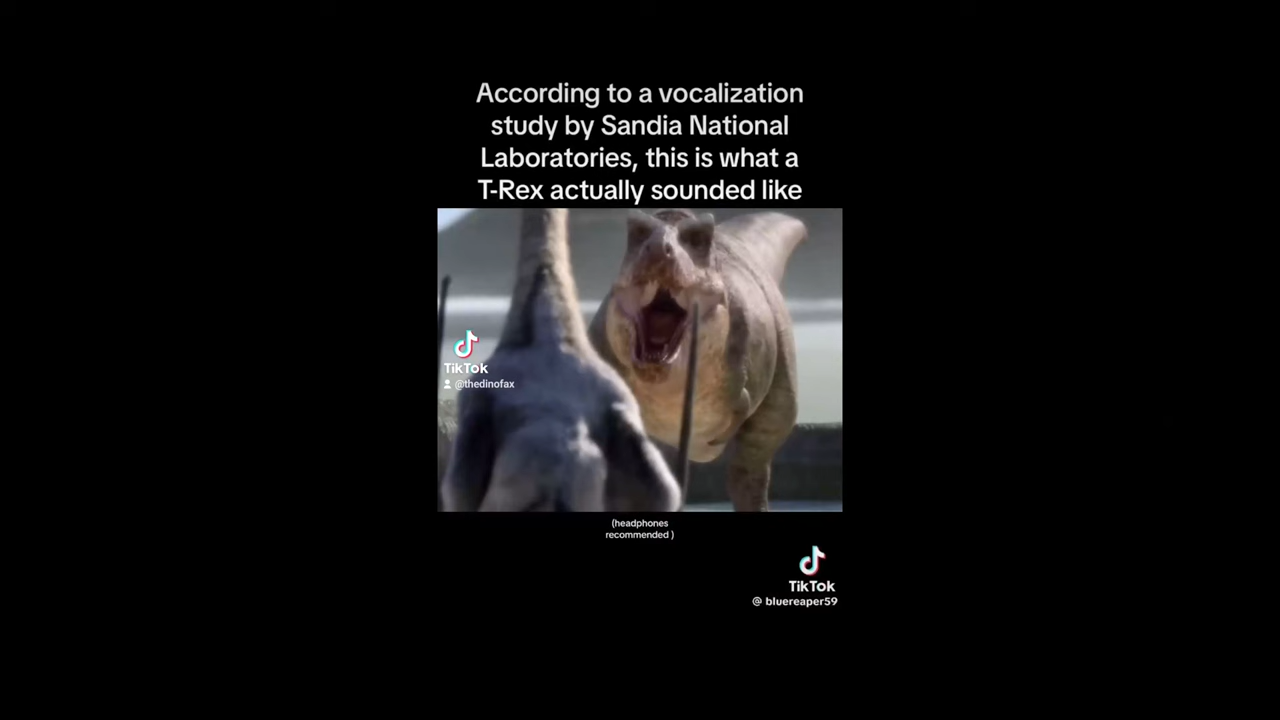 According to a vocalization
study by Sandia National
Laboratories, this is what a
T-Rex actually sounded like
TikTok
@thedinofax
(headphones
recommended )
TikTok
@ bluereaper59